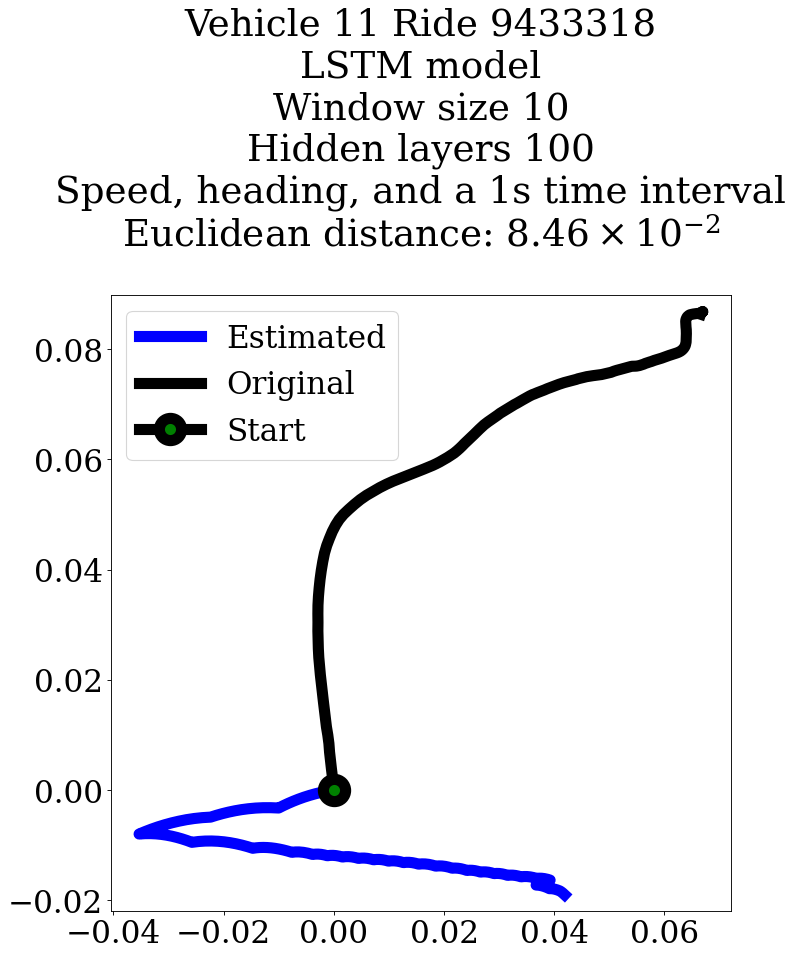 Vehicle 11 Ride 9433318
LSTM model
Window size 10
Hidden layers 100
Speed, heading, and a 1s time interval
Euclidean distance: 8.46 × 10⁻²
Estimated
Original
Start
0.08
0.06
0.04
0.02
0.00
−0.02
−0.04 −0.02 0.00 0.02 0.04 0.06